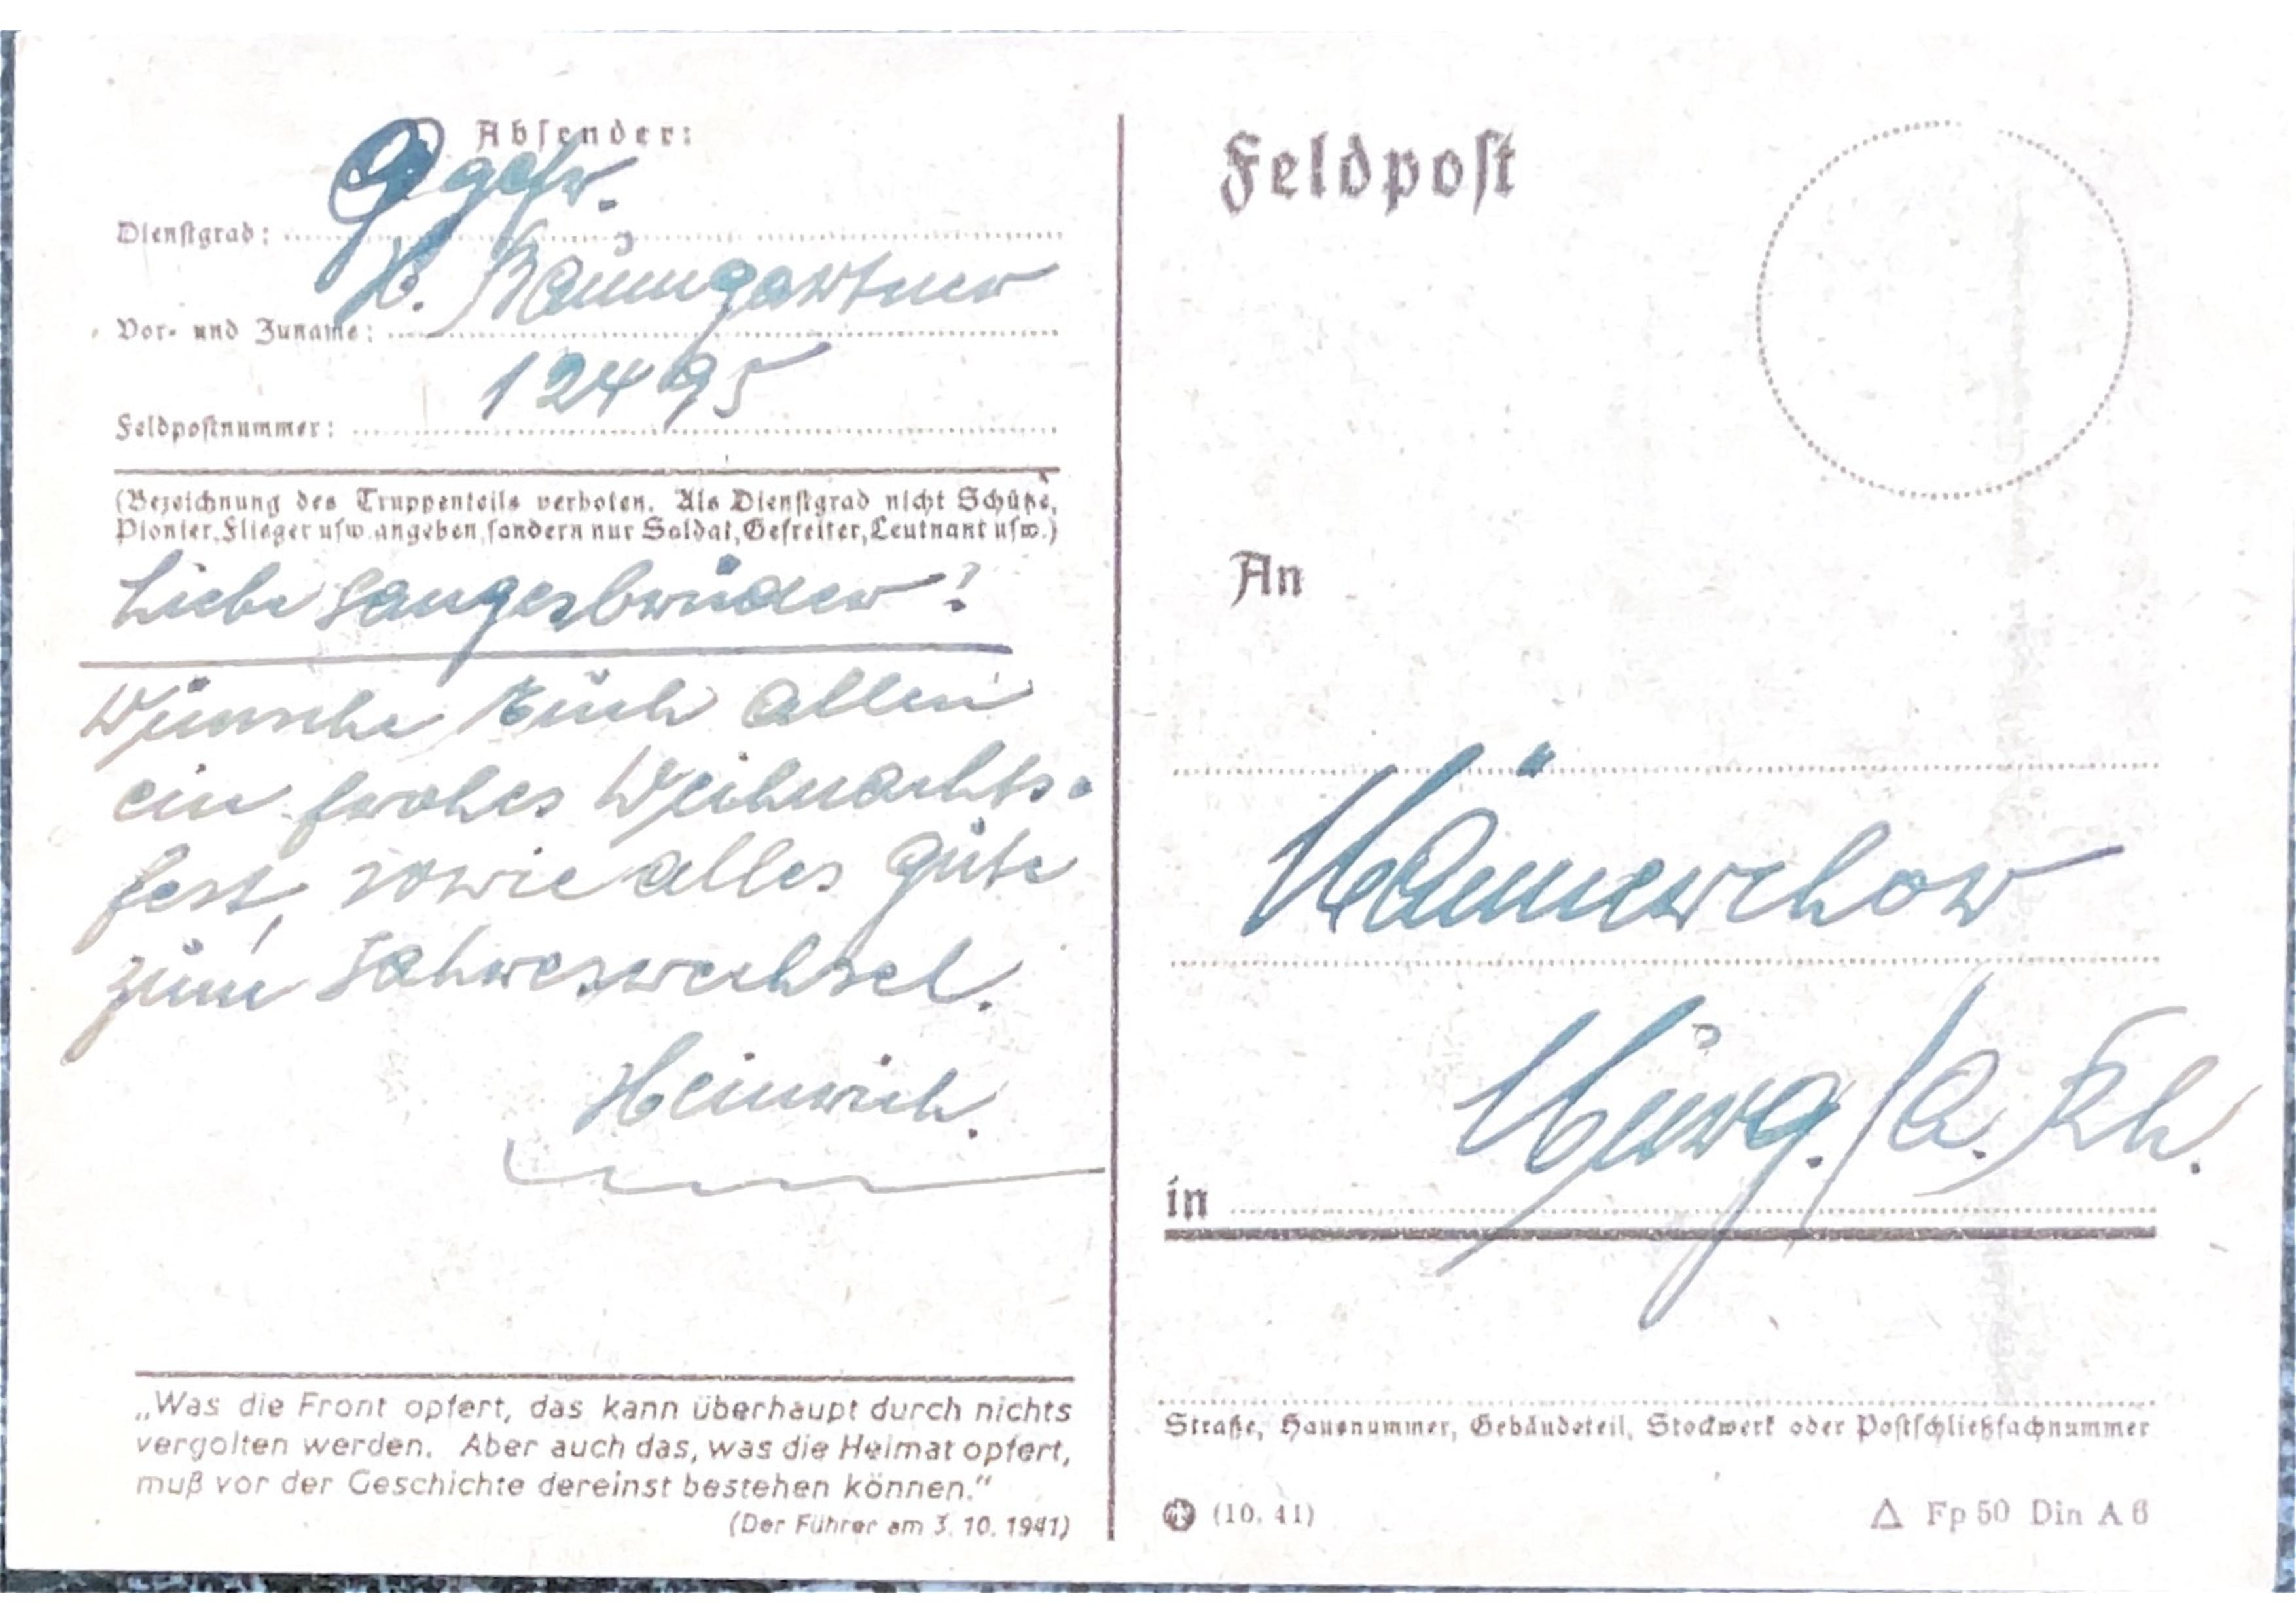 Absender:
Ogefr.
Dienstgrad:
H. Baumgartner
Vor- und Zuname:
12495
Feldpostnummer:
(Bezeichnung des Truppenteils verboten. Als Dienstgrad nicht Schütze,
Pionier, Flieger usw. angeben, sondern nur Soldat, Gefreiter, Leutnant usw.)
Liebe Sangesbrüder!
Wünsche Euch allen
ein frohes Weihnachts-
fest, sowie alles gute
zum Jahreswechsel.
Heinrich.
„Was die Front opfert, das kann überhaupt durch nichts
vergolten werden. Aber auch das, was die Heimat opfert,
muß vor der Geschichte dereinst bestehen können.“
(Der Führer am 3. 10. 1941)
Feldpost
An
Männerchor
Murg./a. Rh.
in
Straße, Hausnummer, Gebäudeteil, Stockwerk oder Postschließfachnummer
(10. 41)
△ Fp 50 Din A 6